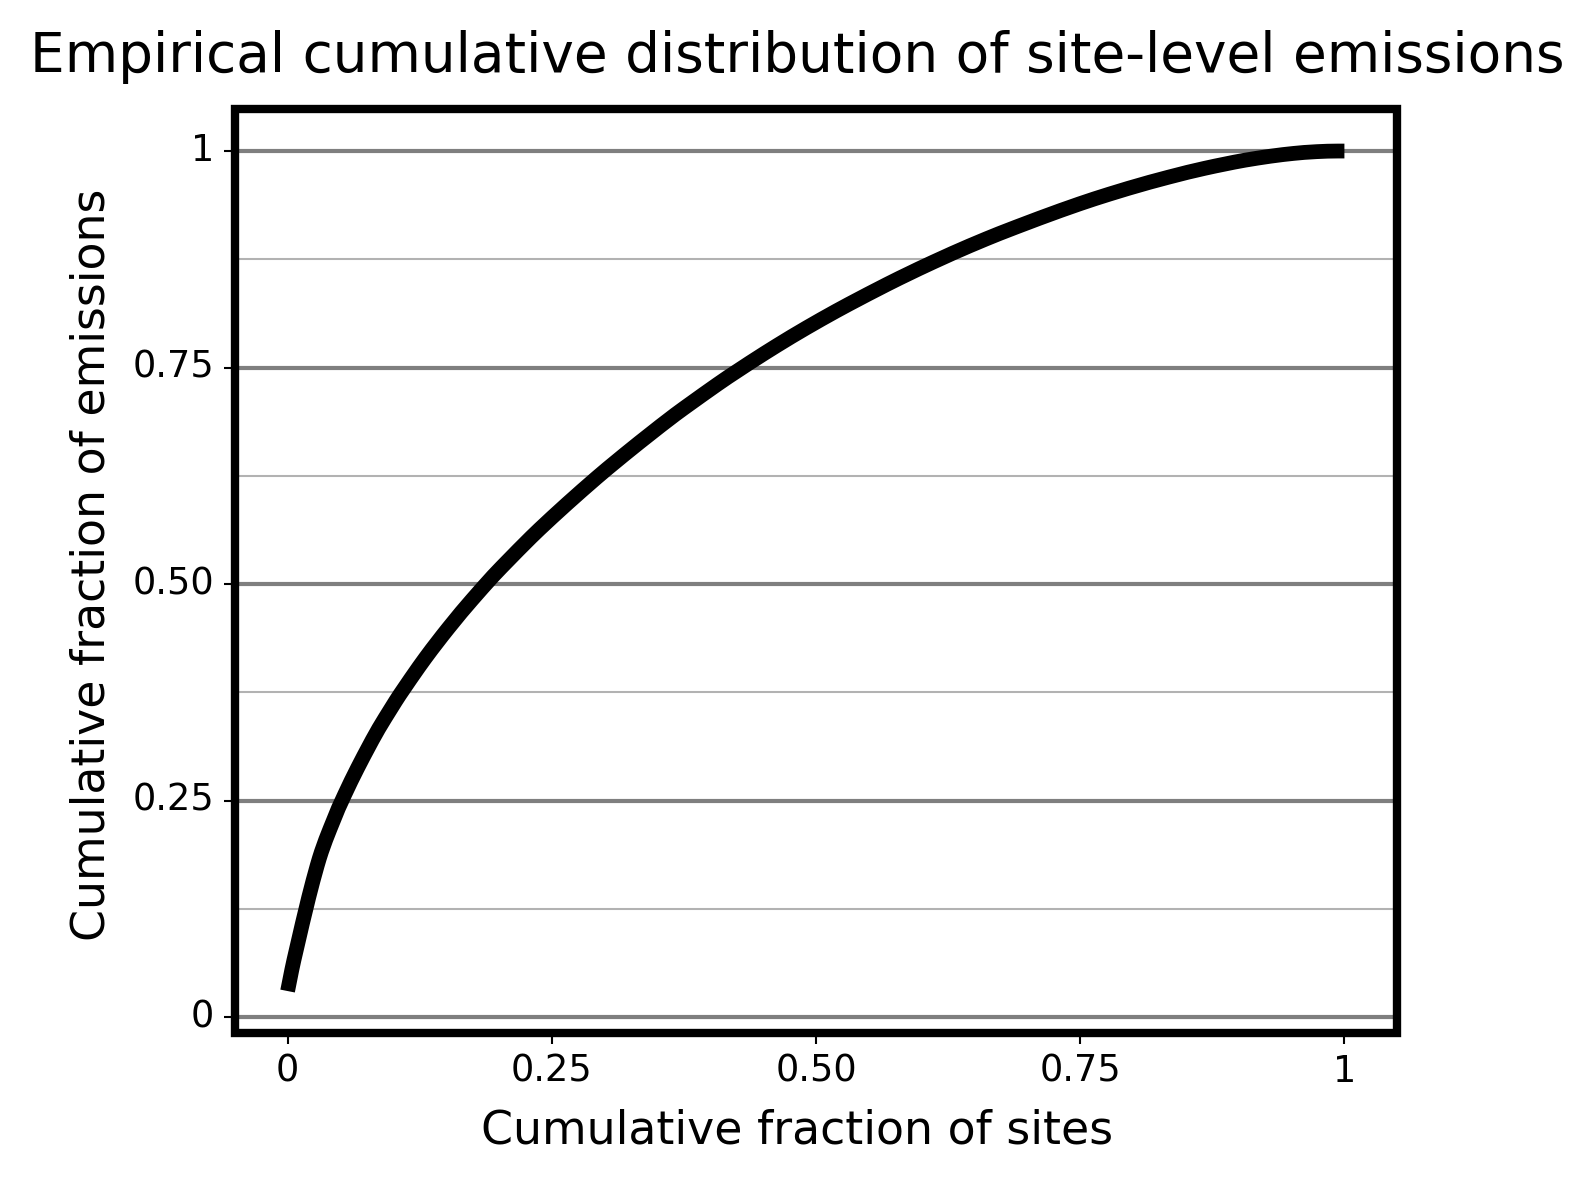 Empirical cumulative distribution of site-level emissions
Cumulative fraction of emissions
1
0.75
0.50
0.25
0
0 0.25 0.50 0.75 1
Cumulative fraction of sites